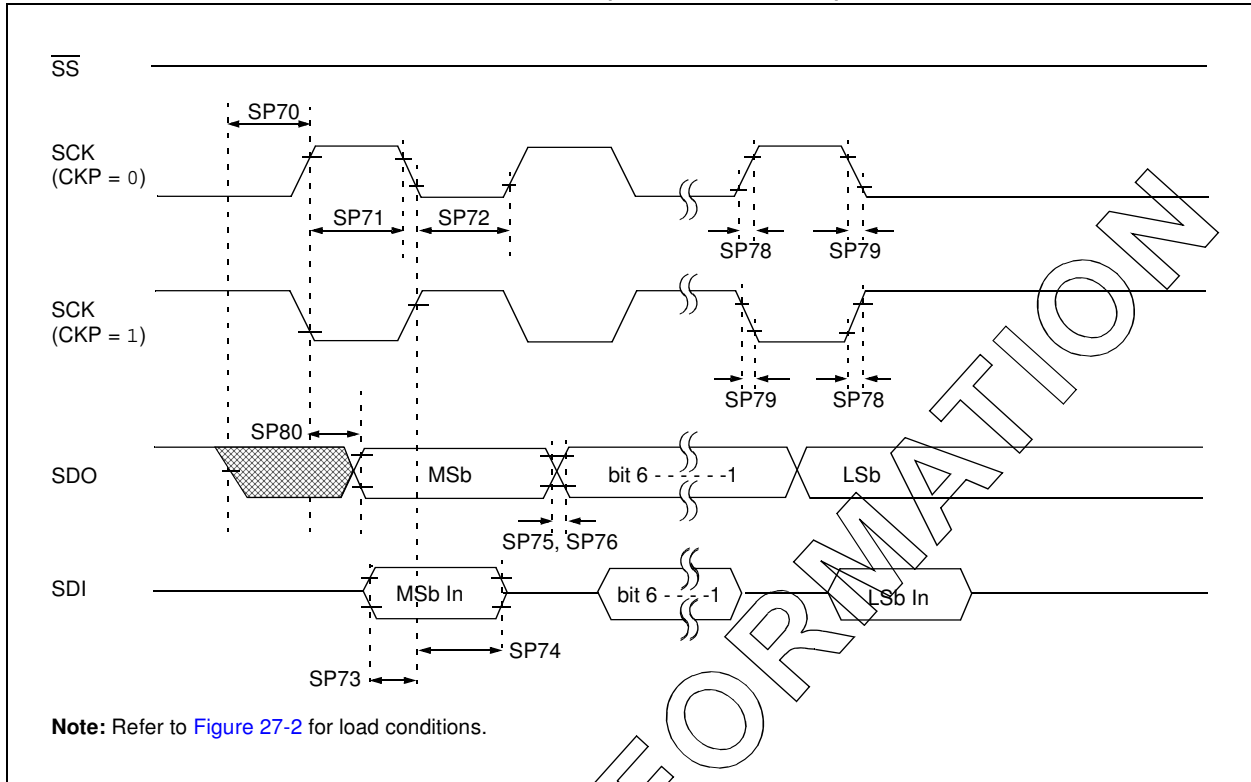 SS
SP70
SCK
(CKP = 0)
SP71
SP72
SP78
SP79
SCK
(CKP = 1)
SP79
SP78
SP80
SDO
MSb
bit 6 - - - - - -1
LSb
SP75, SP76
SDI
MSb In
bit 6 - - - - -1
LSb In
SP74
SP73
Note: Refer to Figure 27-2 for load conditions.
FORMATION